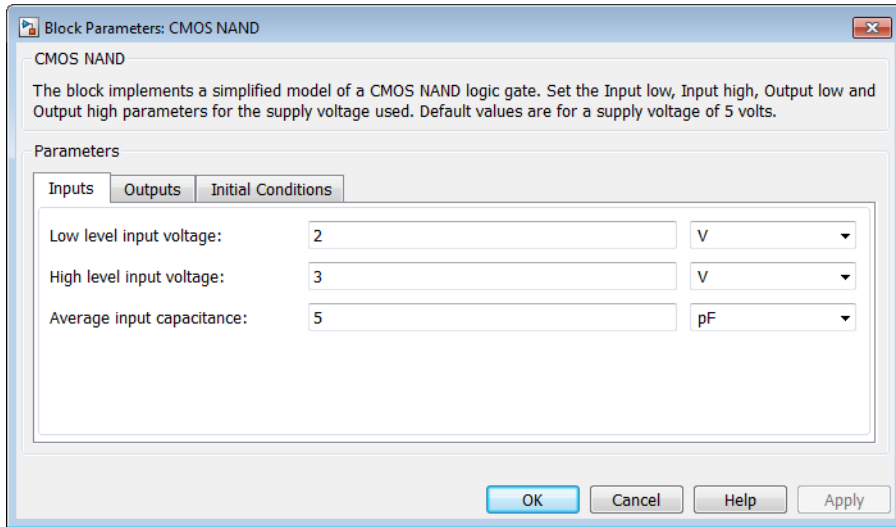 Block Parameters: CMOS NAND
CMOS NAND
The block implements a simplified model of a CMOS NAND logic gate. Set the Input low, Input high, Output low and
Output high parameters for the supply voltage used. Default values are for a supply voltage of 5 volts.
Parameters
Inputs Outputs Initial Conditions
Low level input voltage: 2 V
High level input voltage: 3 V
Average input capacitance: 5 pF
OK Cancel Help Apply